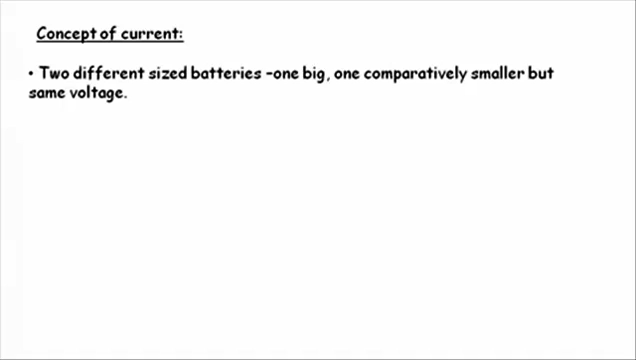 Concept of current:
• Two different sized batteries -one big, one comparatively smaller but
same voltage.